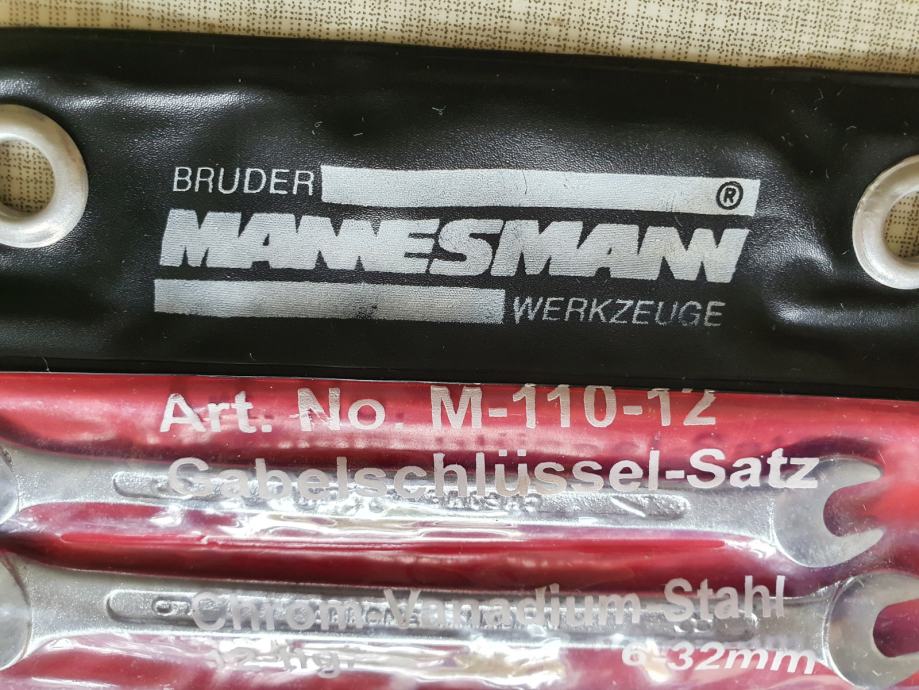 BRUDER ®
MANNESMANN
WERKZEUGE
Art. No. M-110-12
Gabelschlüssel-Satz
Chrom-Vanadium-Stahl
12-tlg. 6-32mm